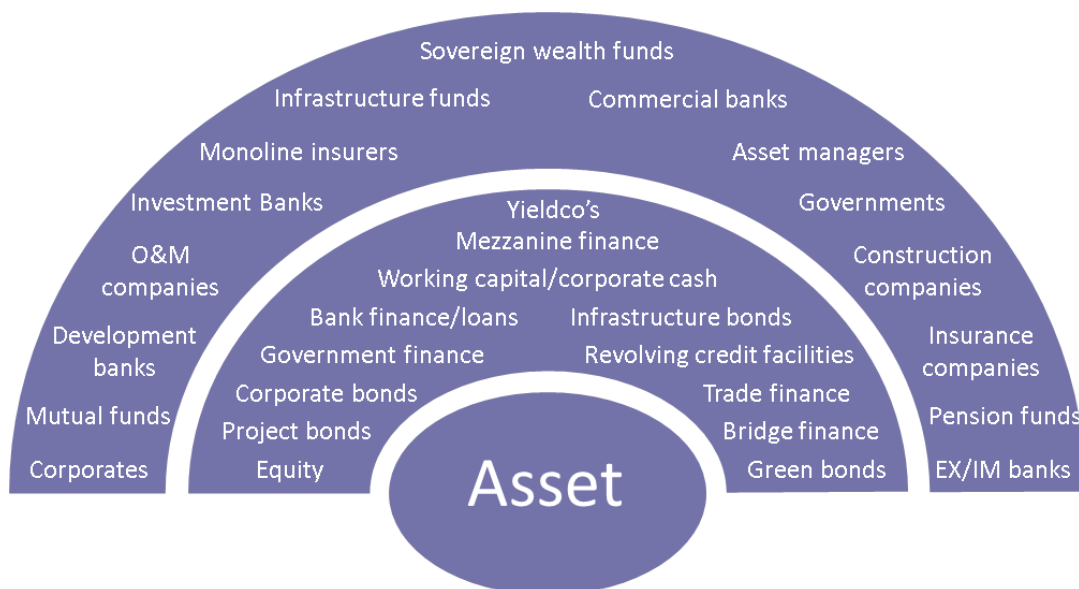 Sovereign wealth funds
Infrastructure funds
Commercial banks
Monoline insurers
Asset managers
Investment Banks
Governments
O&M
companies
Construction
companies
Development
banks
Insurance
companies
Mutual funds
Pension funds
Corporates
EX/IM banks
Yieldco’s
Mezzanine finance
Working capital/corporate cash
Bank finance/loans
Infrastructure bonds
Government finance
Revolving credit facilities
Corporate bonds
Trade finance
Project bonds
Bridge finance
Equity
Green bonds
Asset